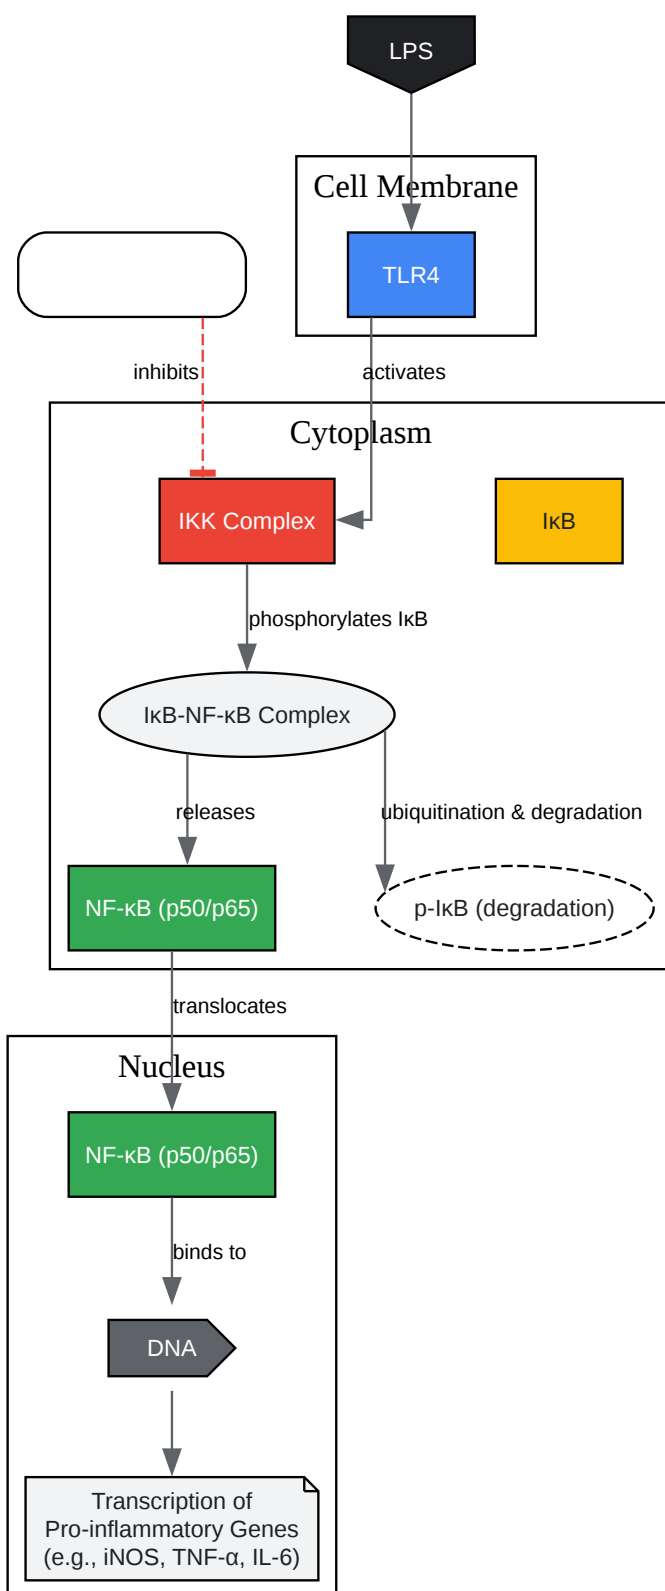 LPS
Cell Membrane
TLR4
inhibits
activates
Cytoplasm
IKK Complex
IκB
phosphorylates IκB
IκB-NF-κB Complex
releases
ubiquitination & degradation
NF-κB (p50/p65)
p-IκB (degradation)
translocates
Nucleus
NF-κB (p50/p65)
binds to
DNA
Transcription of
Pro-inflammatory Genes
(e.g., iNOS, TNF-α, IL-6)